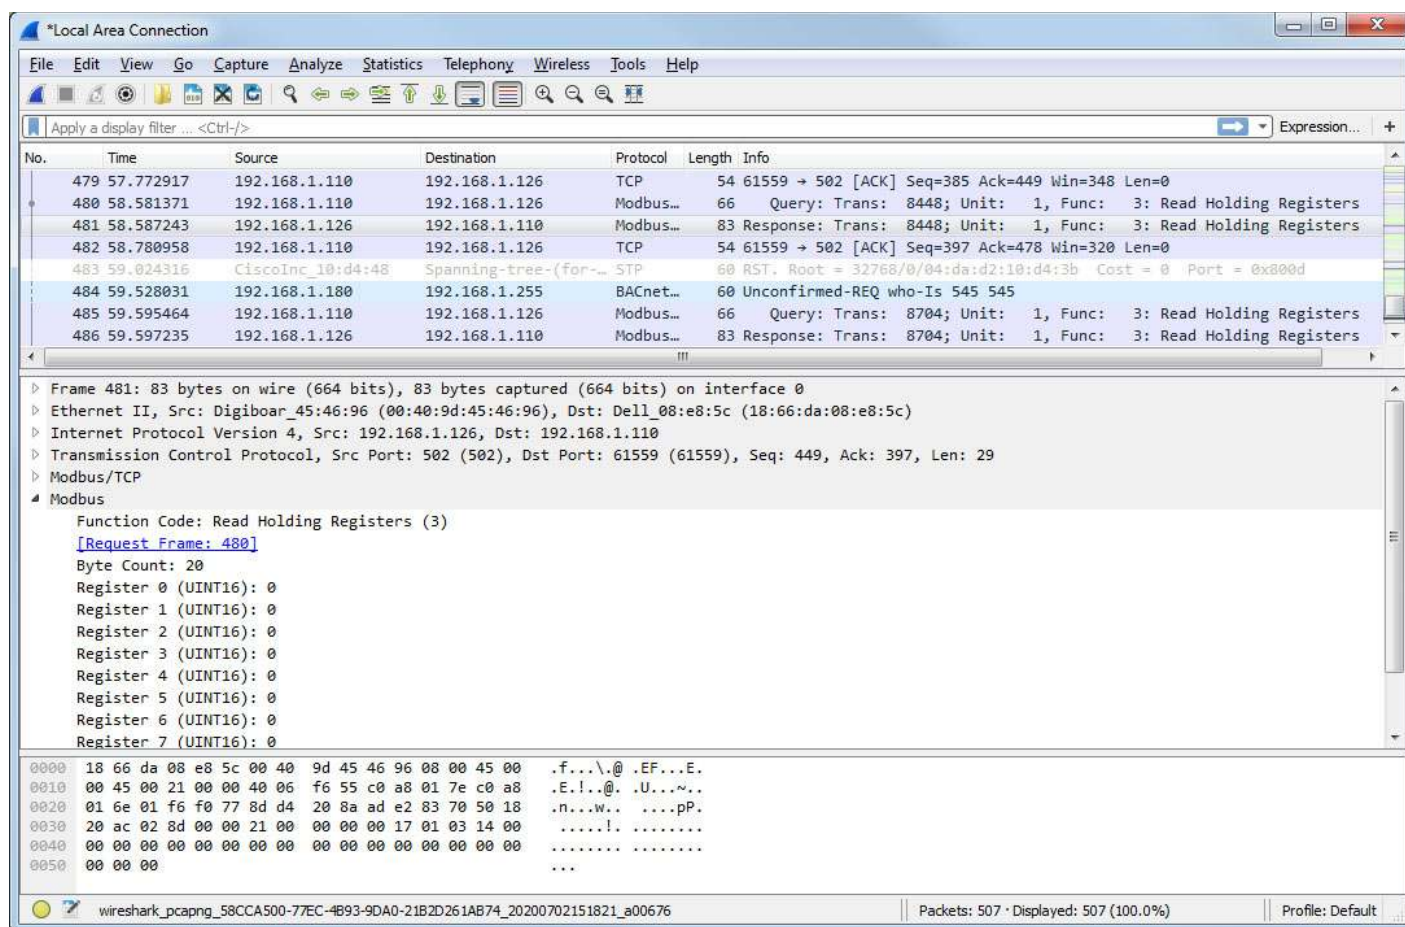 *Local Area Connection
File Edit View Go Capture Analyze Statistics Telephony Wireless Tools Help
Apply a display filter ... <Ctrl-/> Expression... +
No. Time Source Destination Protocol Length Info
479 57.772917 192.168.1.110 192.168.1.126 TCP 54 61559 → 502 [ACK] Seq=385 Ack=449 Win=348 Len=0
480 58.581371 192.168.1.110 192.168.1.126 Modbus… 66 Query: Trans: 8448; Unit: 1, Func: 3: Read Holding Registers
481 58.587243 192.168.1.126 192.168.1.110 Modbus… 83 Response: Trans: 8448; Unit: 1, Func: 3: Read Holding Registers
482 58.780958 192.168.1.110 192.168.1.126 TCP 54 61559 → 502 [ACK] Seq=397 Ack=478 Win=320 Len=0
483 59.024316 CiscoInc_10:d4:48 Spanning-tree-(for-… STP 60 RST. Root = 32768/0/04:da:d2:10:d4:3b Cost = 0 Port = 0x800d
484 59.528031 192.168.1.180 192.168.1.255 BACnet… 60 Unconfirmed-REQ who-Is 545 545
485 59.595464 192.168.1.110 192.168.1.126 Modbus… 66 Query: Trans: 8704; Unit: 1, Func: 3: Read Holding Registers
486 59.597235 192.168.1.126 192.168.1.110 Modbus… 83 Response: Trans: 8704; Unit: 1, Func: 3: Read Holding Registers
Frame 481: 83 bytes on wire (664 bits), 83 bytes captured (664 bits) on interface 0
Ethernet II, Src: Digiboar_45:46:96 (00:40:9d:45:46:96), Dst: Dell_08:e8:5c (18:66:da:08:e8:5c)
Internet Protocol Version 4, Src: 192.168.1.126, Dst: 192.168.1.110
Transmission Control Protocol, Src Port: 502 (502), Dst Port: 61559 (61559), Seq: 449, Ack: 397, Len: 29
Modbus/TCP
Modbus
Function Code: Read Holding Registers (3)
[Request Frame: 480]
Byte Count: 20
Register 0 (UINT16): 0
Register 1 (UINT16): 0
Register 2 (UINT16): 0
Register 3 (UINT16): 0
Register 4 (UINT16): 0
Register 5 (UINT16): 0
Register 6 (UINT16): 0
Register 7 (UINT16): 0
0000 18 66 da 08 e8 5c 00 40 9d 45 46 96 08 00 45 00 .f...\.@ .EF...E.
0010 00 45 00 21 00 00 40 06 f6 55 c0 a8 01 7e c0 a8 .E.!..@. .U...~..
0020 01 6e 01 f6 f0 77 8d d4 20 8a ad e2 83 70 50 18 .n...w.. ....pP.
0030 20 ac 02 8d 00 00 21 00 00 00 00 17 01 03 14 00 .....!. ........
0040 00 00 00 00 00 00 00 00 00 00 00 00 00 00 00 00 ........ ........
0050 00 00 00 ...
wireshark_pcapng_58CCA500-77EC-4B93-9DA0-21B2D261AB74_20200702151821_a00676 Packets: 507 · Displayed: 507 (100.0%) Profile: Default